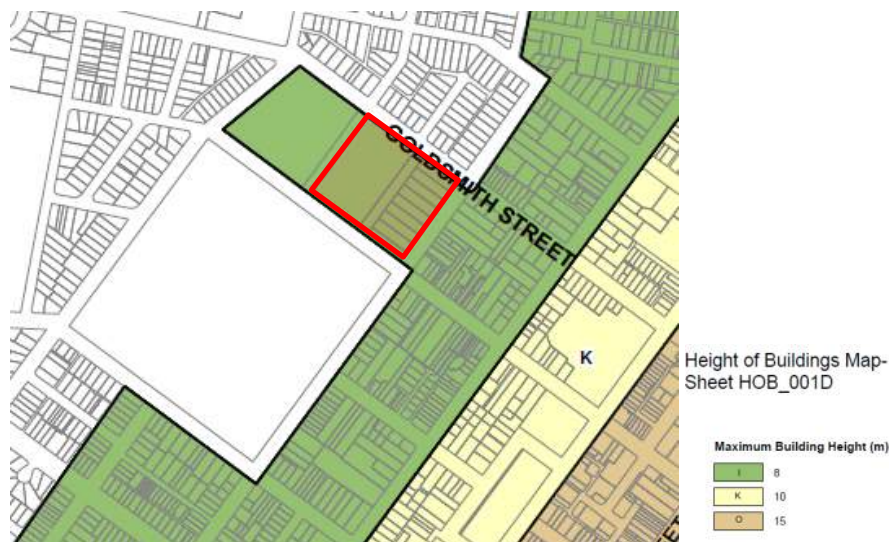 GOLDSMITH STREET
K
Height of Buildings Map-
Sheet HOB_001D
Maximum Building Height (m)
I 8
K 10
O 15